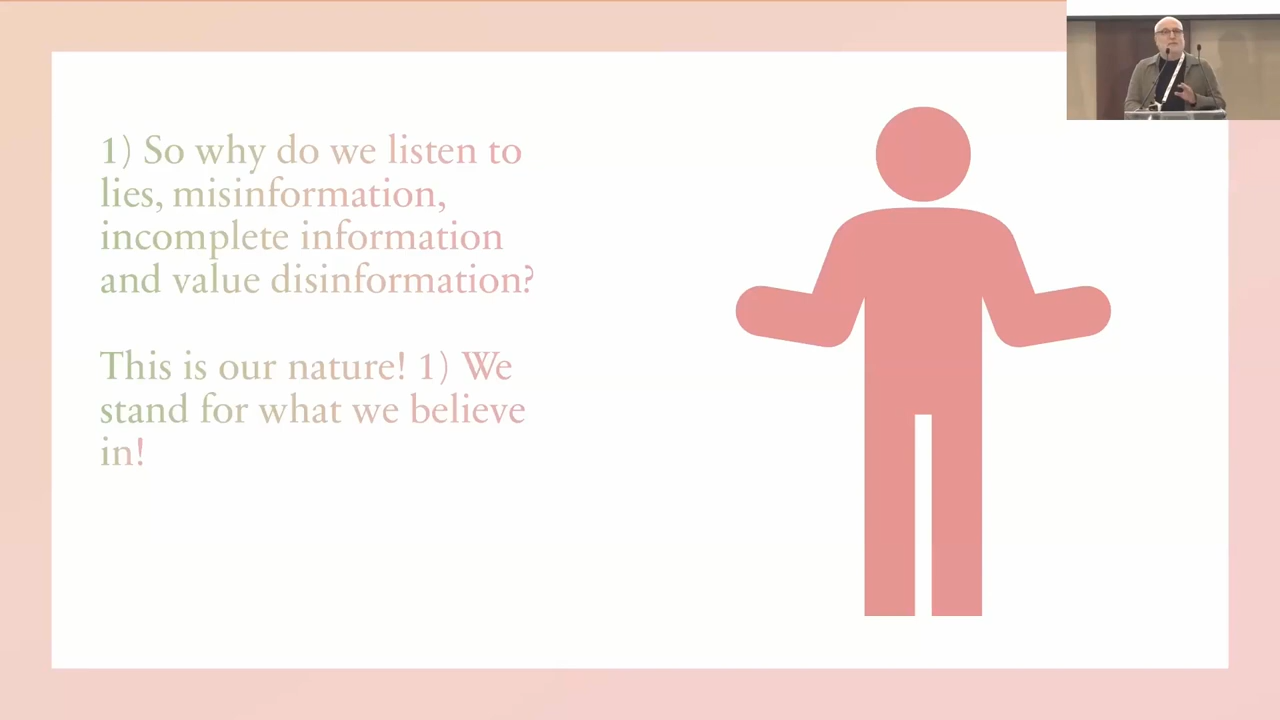 1) So why do we listen to
lies, misinformation,
incomplete information
and value disinformation?
This is our nature! 1) We
stand for what we believe
in!